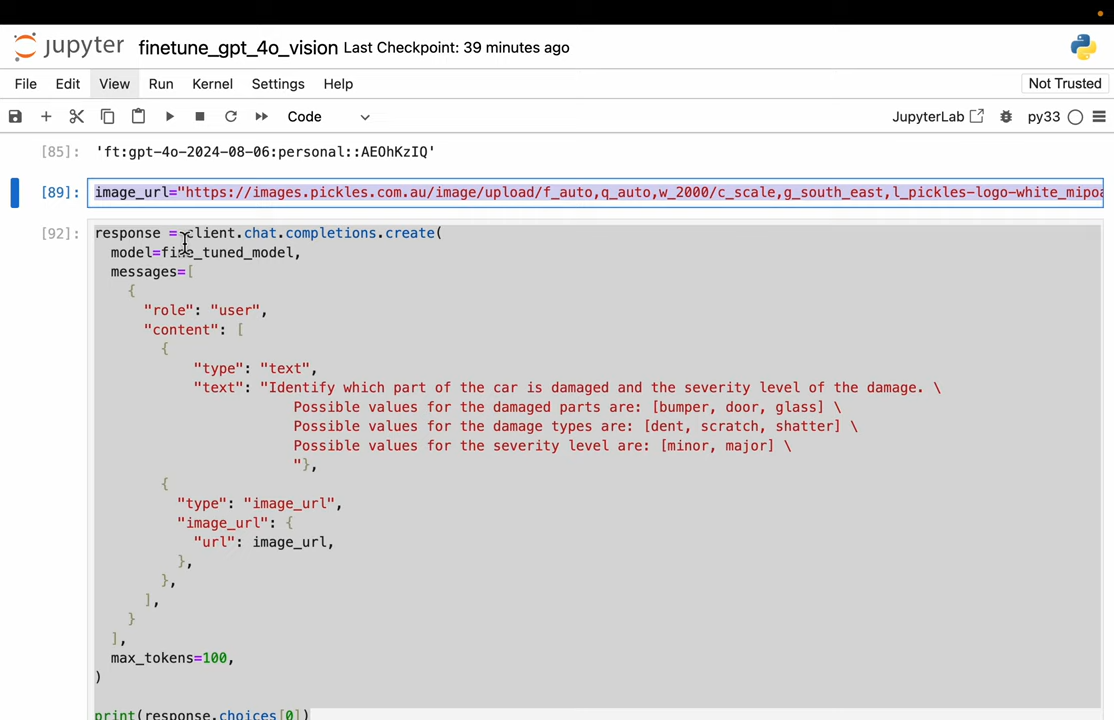 jupyter finetune_gpt_4o_vision Last Checkpoint: 39 minutes ago
File Edit View Run Kernel Settings Help Not Trusted
Code JupyterLab py33
[85]: 'ft:gpt-4o-2024-08-06:personal::AEOhKzIQ'
[89]: image_url="https://images.pickles.com.au/image/upload/f_auto,q_auto,w_2000/c_scale,g_south_east,l_pickles-logo-white_mipoa
[92]: response = client.chat.completions.create(
model=fine_tuned_model,
messages=[
{
"role": "user",
"content": [
{
"type": "text",
"text": "Identify which part of the car is damaged and the severity level of the damage. \
Possible values for the damaged parts are: [bumper, door, glass] \
Possible values for the damage types are: [dent, scratch, shatter] \
Possible values for the severity level are: [minor, major] \
"},
{
"type": "image_url",
"image_url": {
"url": image_url,
},
},
],
}
],
max_tokens=100,
)
print(response.choices[0])